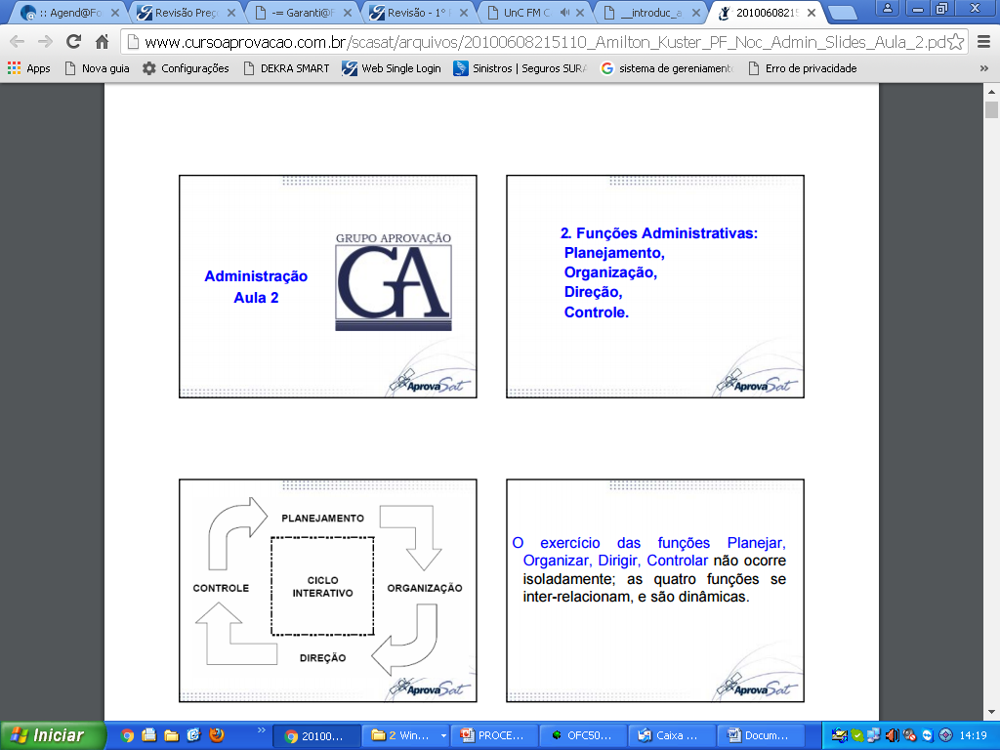 :: Agend@Fo
Revisão Preç
-= Garanti@F
Revisão - 1º
UnC FM C
__introduc_a
20100608215
www.cursoaprovacao.com.br/scasat/arquivos/20100608215110_Amilton_Kuster_PF_Noc_Admin_Slides_Aula_2.pd
Apps
Nova guia
Configurações
DEKRA SMART
Web Single Login
Sinistros | Seguros SURA
sistema de gereniament
Erro de privacidade
»
Administração
Aula 2
GRUPO APROVAÇÃO
GA
AprovaSat
2. Funções Administrativas:
Planejamento,
Organização,
Direção,
Controle.
AprovaSat
PLANEJAMENTO
CICLO
INTERATIVO
CONTROLE
ORGANIZAÇÃO
DIREÇÃO
AprovaSat
O exercício das funções Planejar,
Organizar, Dirigir, Controlar não ocorre
isoladamente; as quatro funções se
inter-relacionam, e são dinâmicas.
AprovaSat
Iniciar
»
20100...
2 Win...
PROCE...
OFC50...
Caixa ...
Docum...
14:19